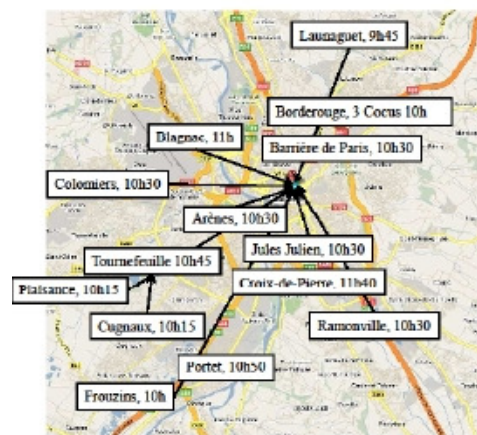 Launaguet, 9h45
Borderouge, 3 Cocus 10h
Blagnac, 11h
Barrière de Paris, 10h30
Colomiers, 10h30
Arènes, 10h30
Jules Julien, 10h30
Tournefeuille 10h45
Croix-de-Pierre, 11h40
Plaisance, 10h15
Cugnaux, 10h15
Ramonville, 10h30
Portet, 10h50
Frouzins, 10h